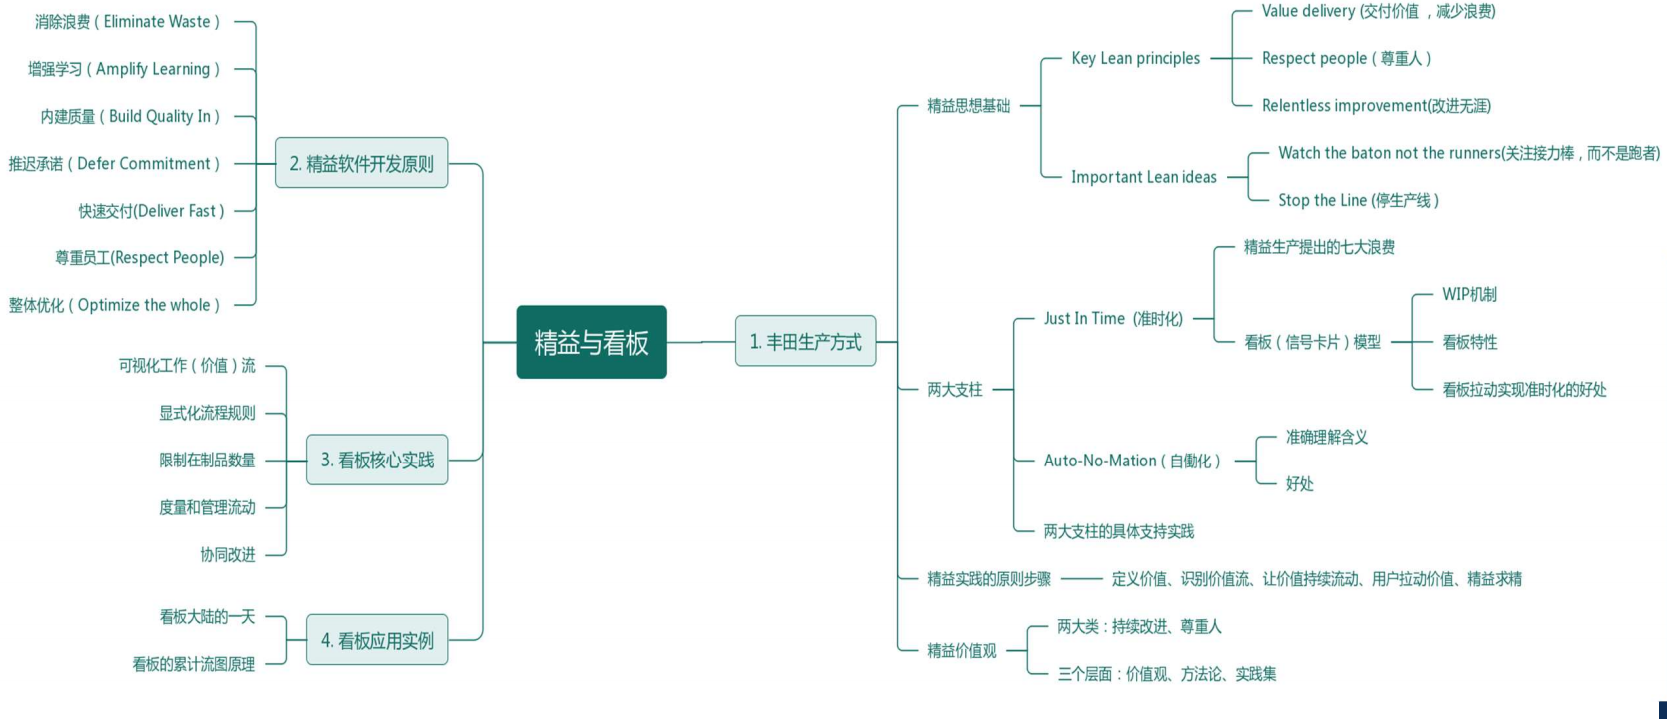 精益与看板
1. 丰田生产方式
精益思想基础
Key Lean principles
Value delivery (交付价值 ，减少浪费)
Respect people（尊重人）
Relentless improvement(改进无涯)
Important Lean ideas
Watch the baton not the runners(关注接力棒，而不是跑者)
Stop the Line (停生产线）
两大支柱
Just In Time (准时化)
精益生产提出的七大浪费
看板（信号卡片）模型
WIP机制
看板特性
看板拉动实现准时化的好处
Auto-No-Mation（自働化）
准确理解含义
好处
两大支柱的具体支持实践
精益实践的原则步骤
定义价值、识别价值流、让价值持续流动、用户拉动价值、精益求精
精益价值观
两大类：持续改进、尊重人
三个层面：价值观、方法论、实践集
2. 精益软件开发原则
消除浪费（Eliminate Waste）
增强学习（Amplify Learning）
内建质量（Build Quality In）
推迟承诺（Defer Commitment）
快速交付(Deliver Fast）
尊重员工(Respect People)
整体优化（Optimize the whole）
3. 看板核心实践
可视化工作（价值）流
显式化流程规则
限制在制品数量
度量和管理流动
协同改进
4. 看板应用实例
看板大陆的一天
看板的累计流图原理